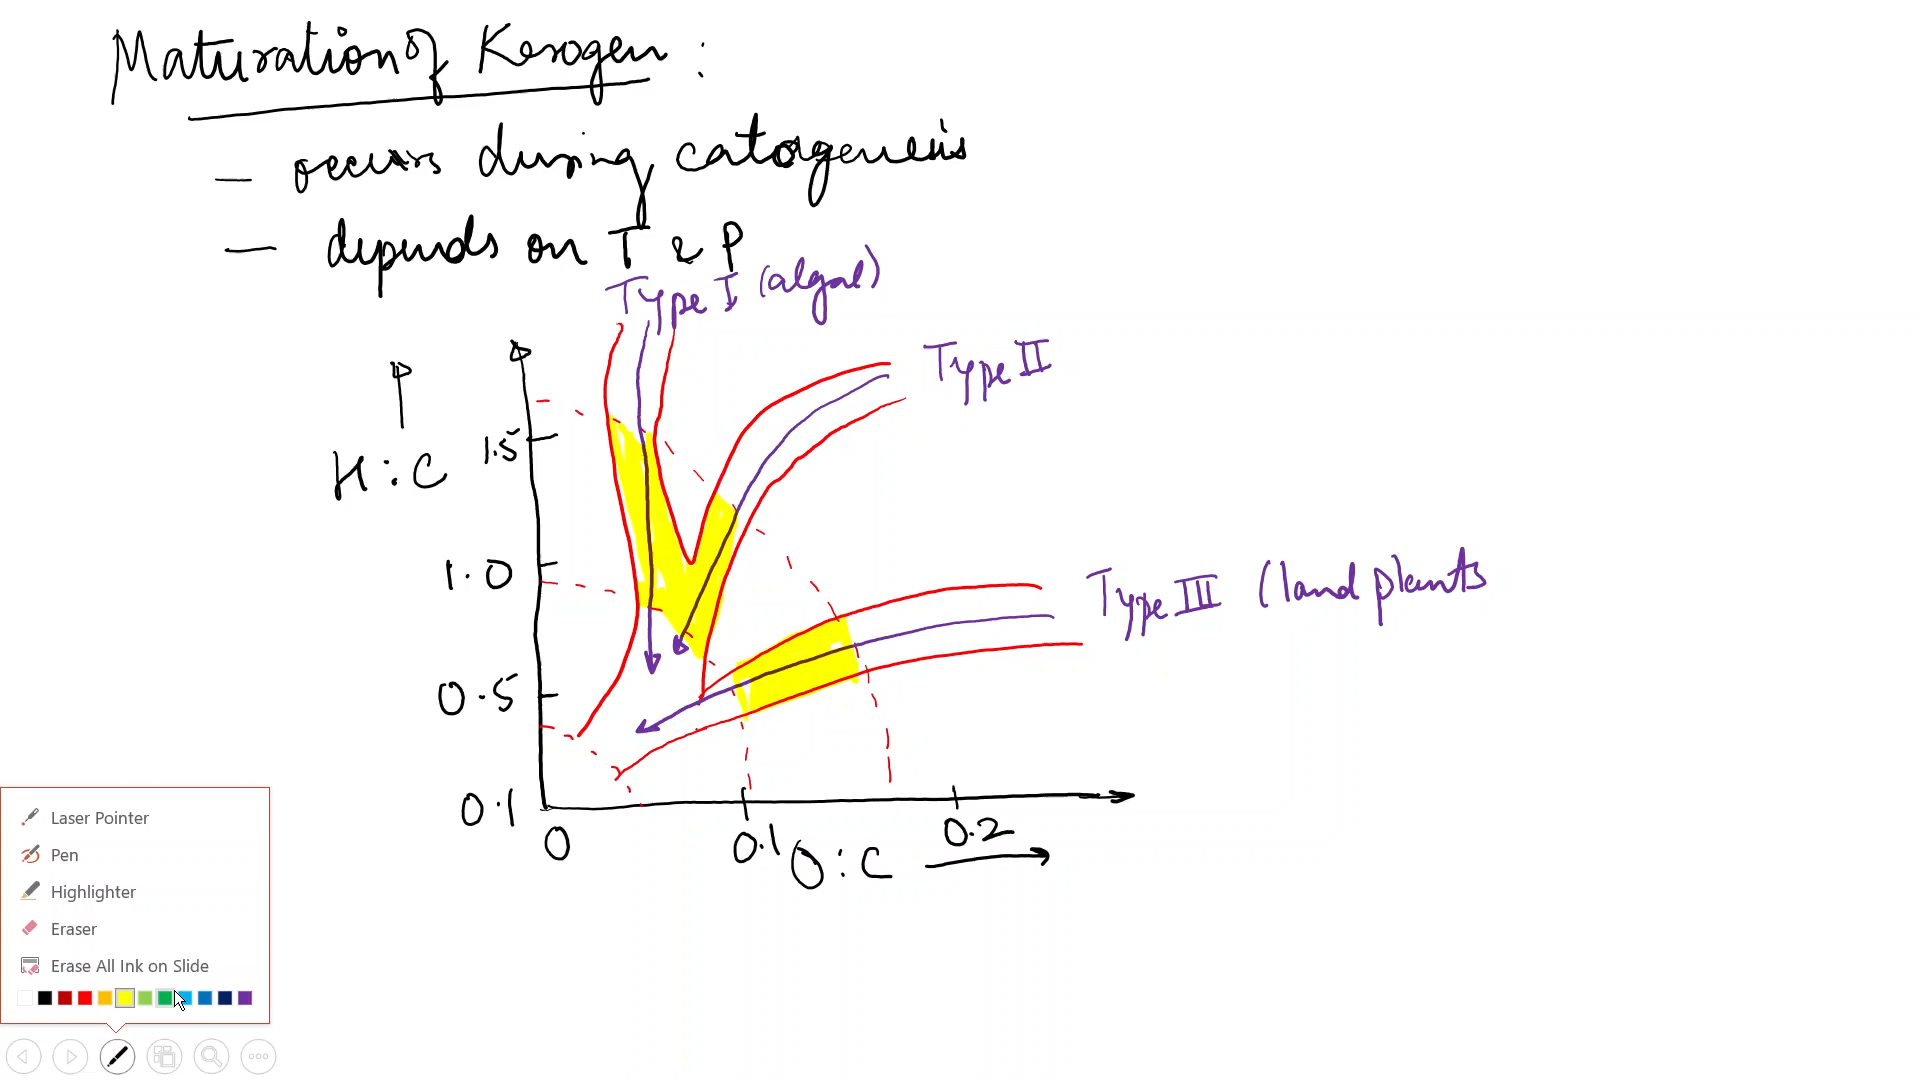 Maturation of Kerogen :
— occurs during catagenesis
— depends on T & P
Type I (algal)
Type II
H : C
1.5
1.0
Type III (land plants
0.5
0.1
0
0.1
0.2
O : C
Laser Pointer
Pen
Highlighter
Eraser
Erase All Ink on Slide